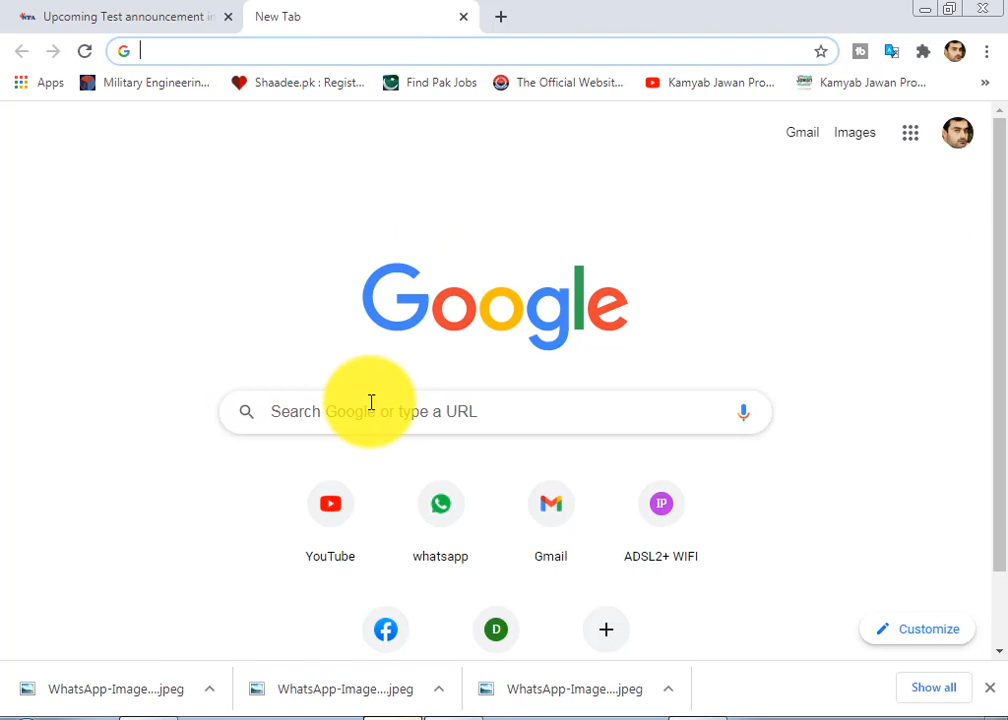 Upcoming Test announcement in
New Tab
Apps
Military Engineerin...
Shaadee.pk : Regist...
Find Pak Jobs
The Official Websit...
Kamyab Jawan Pro...
Kamyab Jawan Pro...
»
Gmail
Images
Google
Search Google or type a URL
IP
YouTube
whatsapp
Gmail
ADSL2+ WIFI
D
Customize
WhatsApp-Image....jpeg
WhatsApp-Image....jpeg
WhatsApp-Image....jpeg
Show all